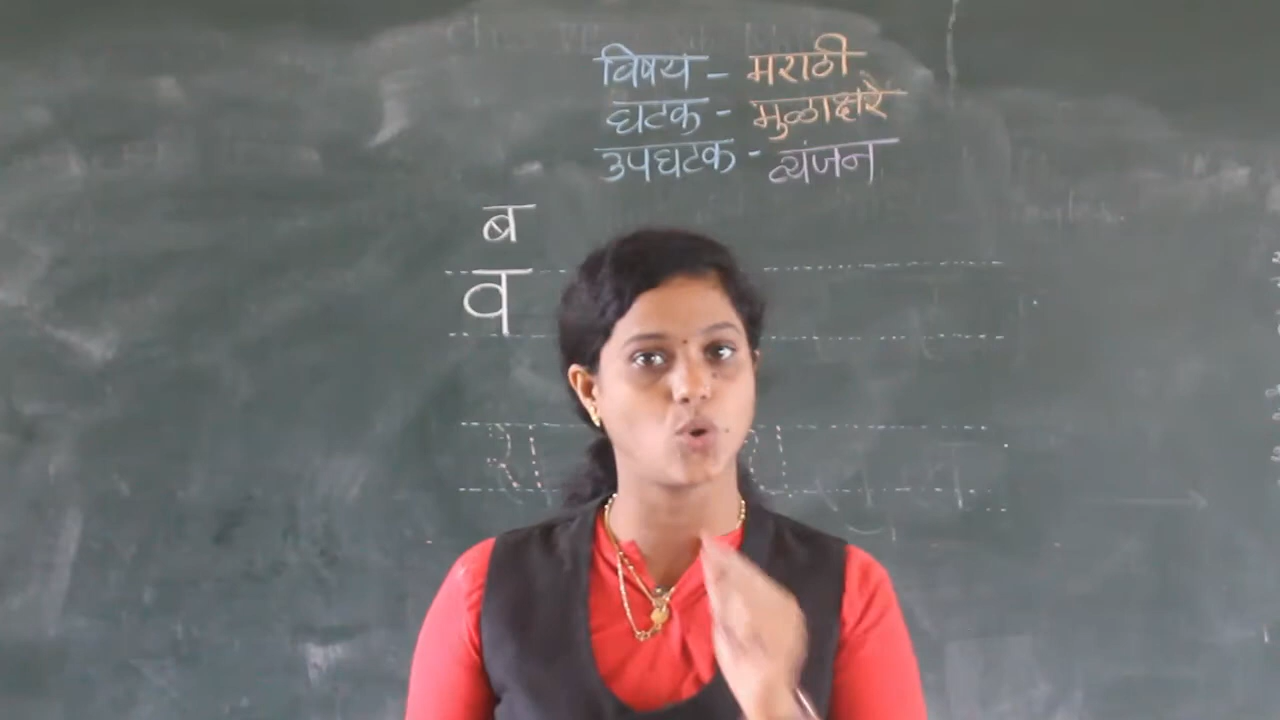 विषय - मराठी
घटक - मुळाक्षरे
उपघटक - व्यंजन
ब
व